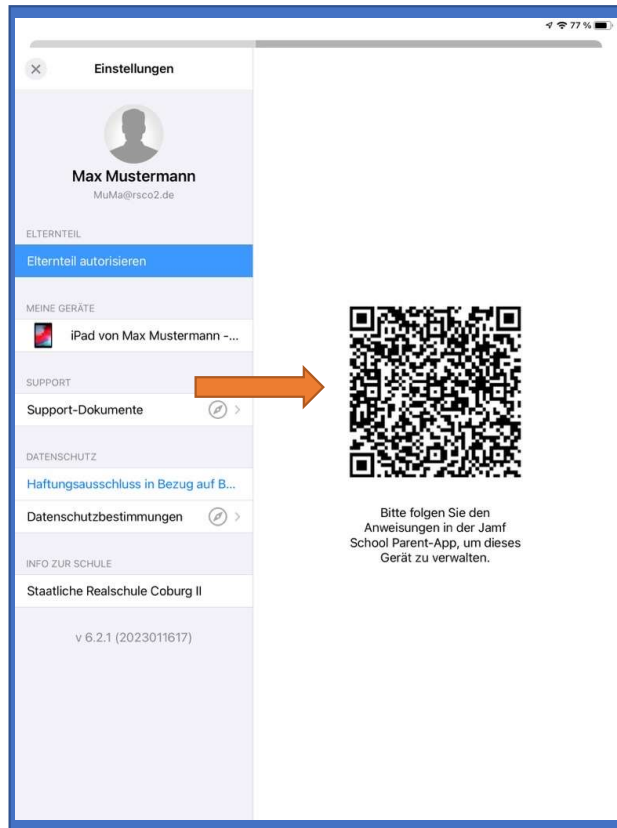 77 %
Einstellungen
Max Mustermann
MuMa@rsco2.de
ELTERNTEIL
Elternteil autorisieren
MEINE GERÄTE
iPad von Max Mustermann -...
SUPPORT
Support-Dokumente
DATENSCHUTZ
Haftungsausschluss in Bezug auf B...
Datenschutzbestimmungen
INFO ZUR SCHULE
Staatliche Realschule Coburg II
v 6.2.1 (2023011617)
Bitte folgen Sie den
Anweisungen in der Jamf
School Parent-App, um dieses
Gerät zu verwalten.